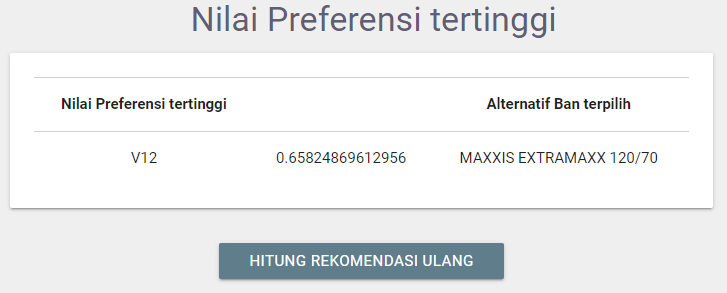 Nilai Preferensi tertinggi
Nilai Preferensi tertinggi Alternatif Ban terpilih
V12 0.65824869612956 MAXXIS EXTRAMAXX 120/70
HITUNG REKOMENDASI ULANG